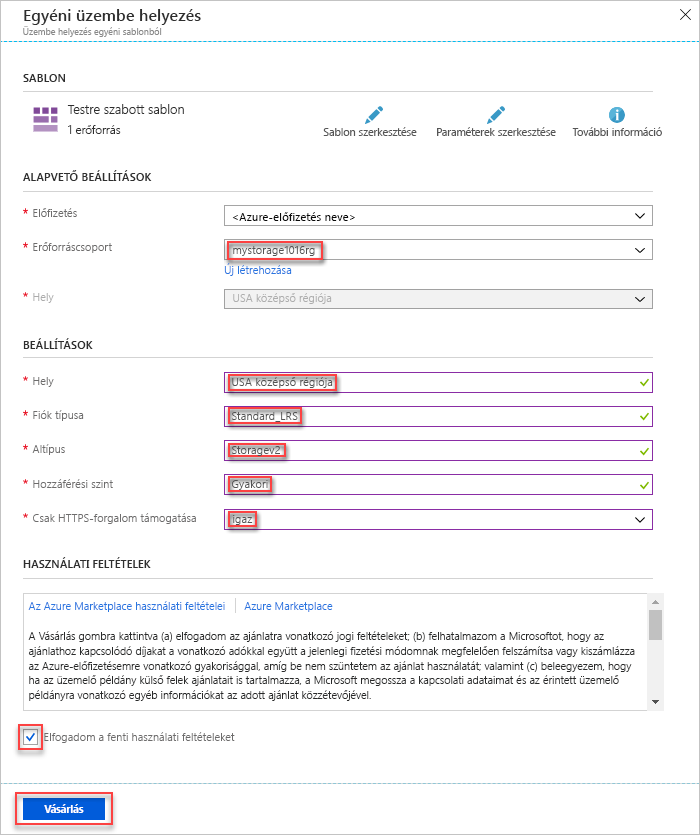 Egyéni üzembe helyezés
Üzembe helyezés egyéni sablonból
SABLON
Testre szabott sablon
1 erőforrás
Sablon szerkesztése
Paraméterek szerkesztése
További információ
ALAPVETŐ BEÁLLÍTÁSOK
* Előfizetés
<Azure-előfizetés neve>
* Erőforráscsoport
mystorage1016rg
Új létrehozása
* Hely
USA középső régiója
BEÁLLÍTÁSOK
* Hely
USA középső régiója
* Fiók típusa
Standard_LRS
* Altípus
Storagev2
* Hozzáférési szint
Gyakori
* Csak HTTPS-forgalom támogatása
igaz
HASZNÁLATI FELTÉTELEK
Az Azure Marketplace használati feltételei
Azure Marketplace
A Vásárlás gombra kattintva (a) elfogadom az ajánlatra vonatkozó jogi feltételeket; (b) felhatalmazom a Microsoftot, hogy az
ajánlathoz kapcsolódó díjakat a vonatkozó adókkal együtt a jelenlegi fizetési módomnak megfelelően felszámítsa vagy kiszámlázza
az Azure-előfizetésemre vonatkozó gyakorisággal, amíg be nem szüntetem az ajánlat használatát; valamint (c) beleegyezem, hogy
ha az üzemelő példány külső felek ajánlatait is tartalmazza, a Microsoft megossza a kapcsolati adataimat és az érintett üzemelő
példányra vonatkozó egyéb információkat az adott ajánlat közzétevőjével.
Elfogadom a fenti használati feltételeket
Vásárlás